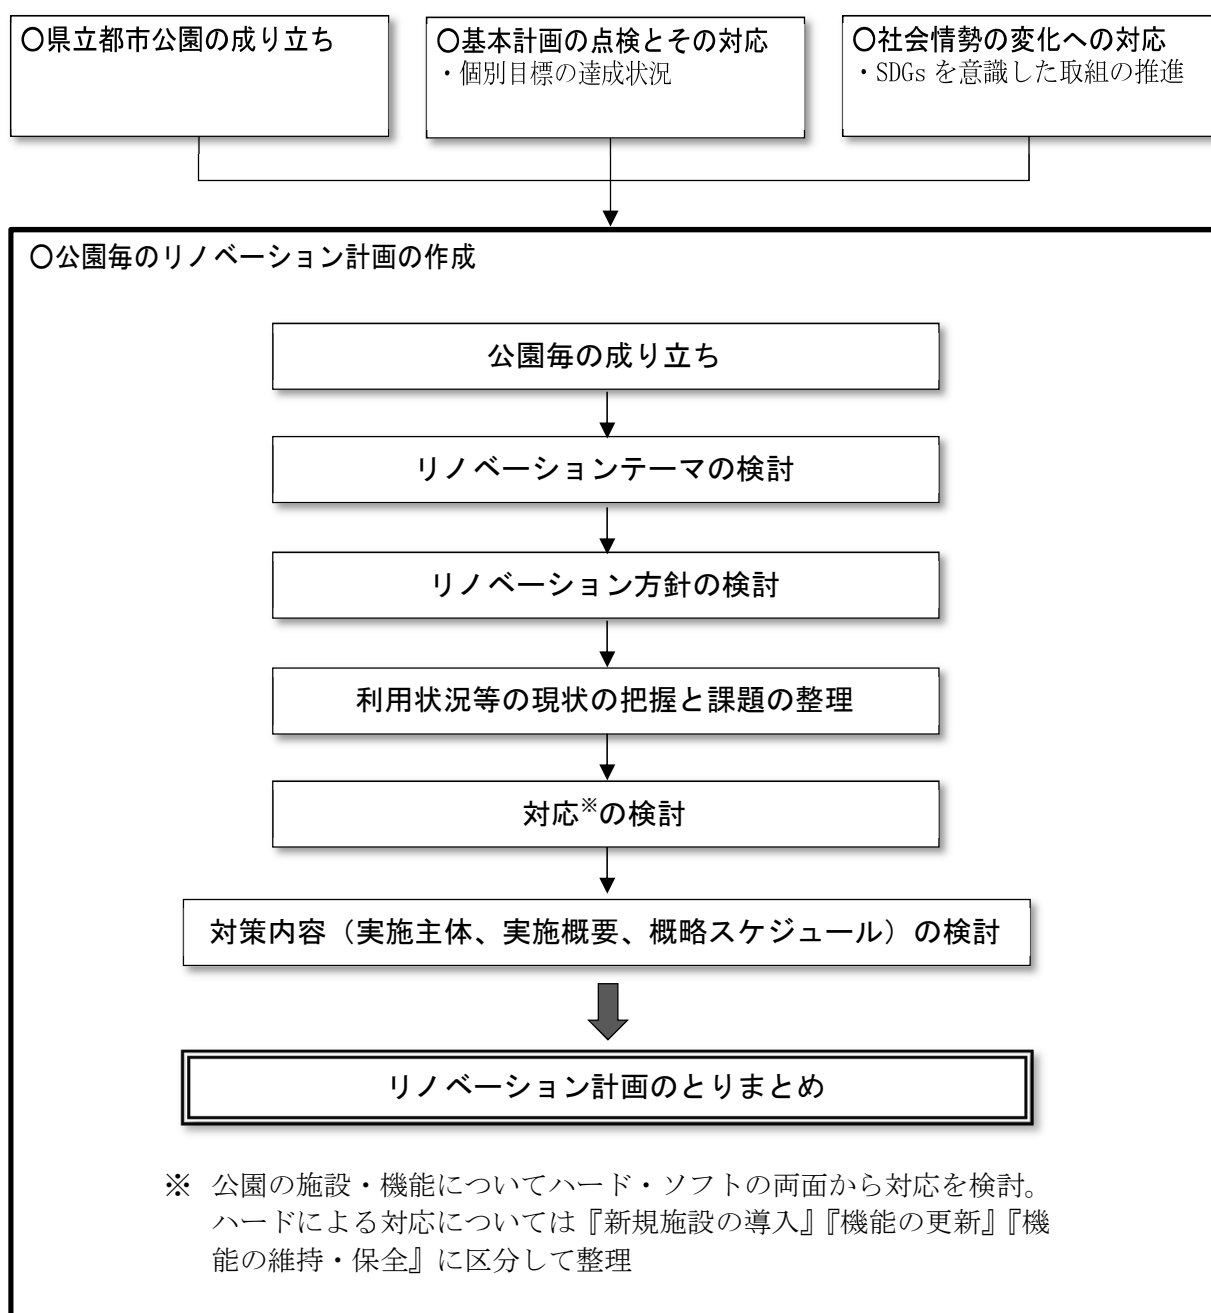 〇県立都市公園の成り立ち
〇基本計画の点検とその対応
・個別目標の達成状況
〇社会情勢の変化への対応
・SDGs を意識した取組の推進
〇公園毎のリノベーション計画の作成
公園毎の成り立ち
リノベーションテーマの検討
リノベーション方針の検討
利用状況等の現状の把握と課題の整理
対応※の検討
対策内容（実施主体、実施概要、概略スケジュール）の検討
リノベーション計画のとりまとめ
※ 公園の施設・機能についてハード・ソフトの両面から対応を検討。
ハードによる対応については『新規施設の導入』『機能の更新』『機
能の維持・保全』に区分して整理